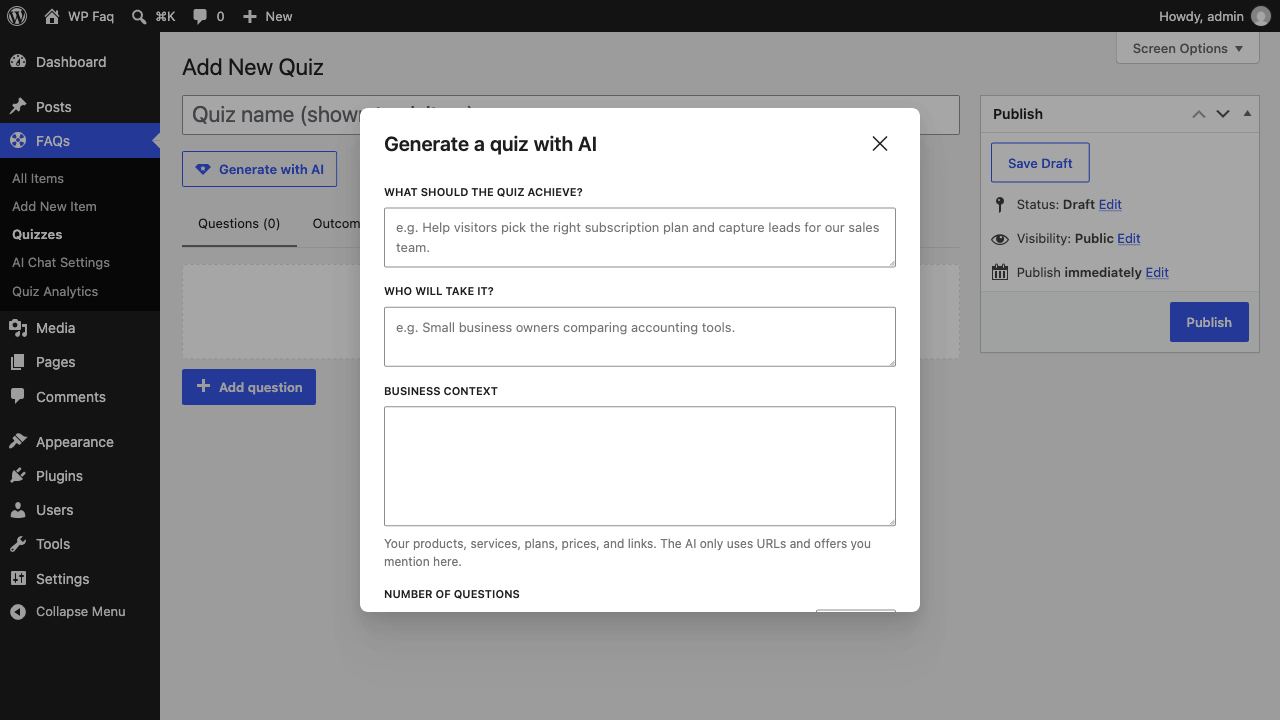 WP Faq
⌘K
0
New
Howdy, admin
Dashboard
Posts
FAQs
All Items
Add New Item
Quizzes
AI Chat Settings
Quiz Analytics
Media
Pages
Comments
Appearance
Plugins
Users
Tools
Settings
Collapse Menu
Screen Options
Add New Quiz
Quiz name (shown
Generate with AI
Questions (0)
Add question
Generate a quiz with AI
WHAT SHOULD THE QUIZ ACHIEVE?
e.g. Help visitors pick the right subscription plan and capture leads for our sales
team.
WHO WILL TAKE IT?
e.g. Small business owners comparing accounting tools.
BUSINESS CONTEXT
Your products, services, plans, prices, and links. The AI only uses URLs and offers you
mention here.
NUMBER OF QUESTIONS
Publish
Save Draft
Status: Draft Edit
Visibility: Public Edit
Publish immediately Edit
Publish